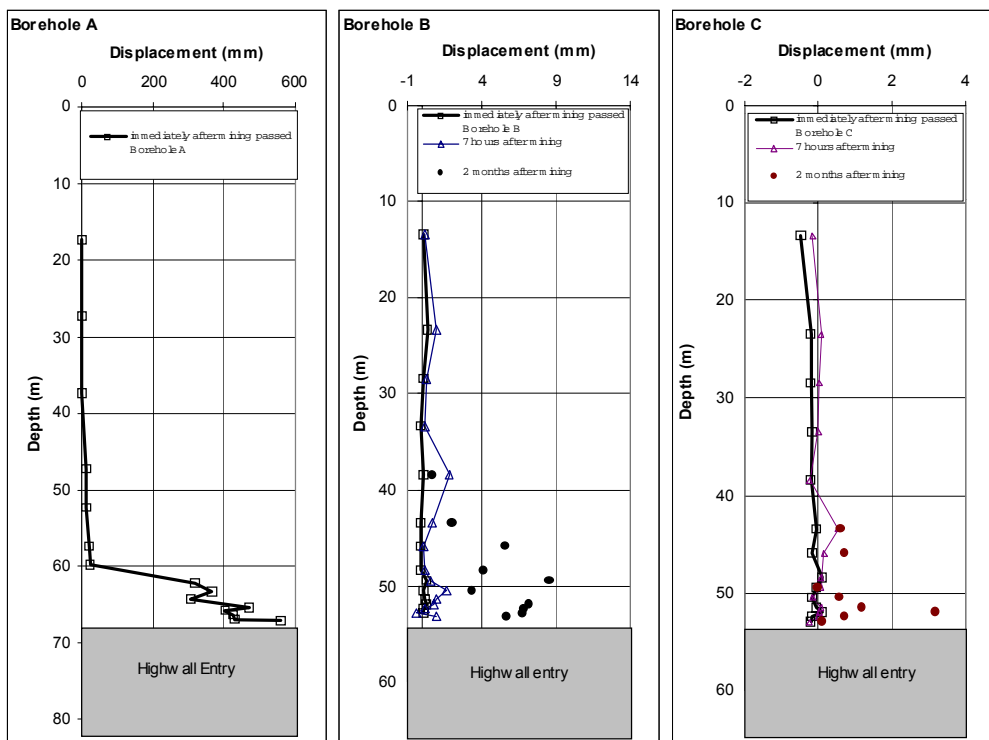 Borehole A
Displacement (mm)
0 200 400 600
0
10
20
30
40
50
60
70
80
Depth (m)
immediately after mining passed
Borehole A
Highwall Entry
Borehole B
Displacement (mm)
-1 4 9 14
0
10
20
30
40
50
60
Depth (m)
immediately after mining passed
Borehole B
7 hours after mining
2 months after mining
Highwall entry
Borehole C
Displacement (mm)
-2 0 2 4
0
10
20
30
40
50
60
Depth (m)
immediately after mining passed
Borehole C
7 hours after mining
2 months after mining
Highwall entry